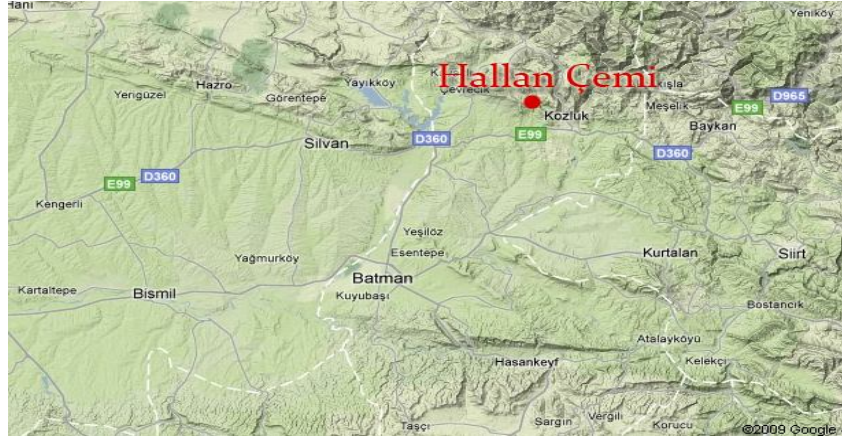 Hani
Yeniköy
Hallan Çemi
Hazro
Yayıkköy
Yerigüzel
Görentepe
Çevrecik
Kozluk
Meşelik
D965
E99
Baykan
Silvan
D360
E99
D360
E99
D360
Kengerli
Yeşilöz
Yağmurköy
Esentepe
Kurtalan
Siirt
Kartaltepe
Bismil
Batman
Kuyubaşı
Bostancık
Atalayköyü
Hasankeyf
Kelekçi
Taşçı
Sargın
Vergili
Korucu
©2009 Google